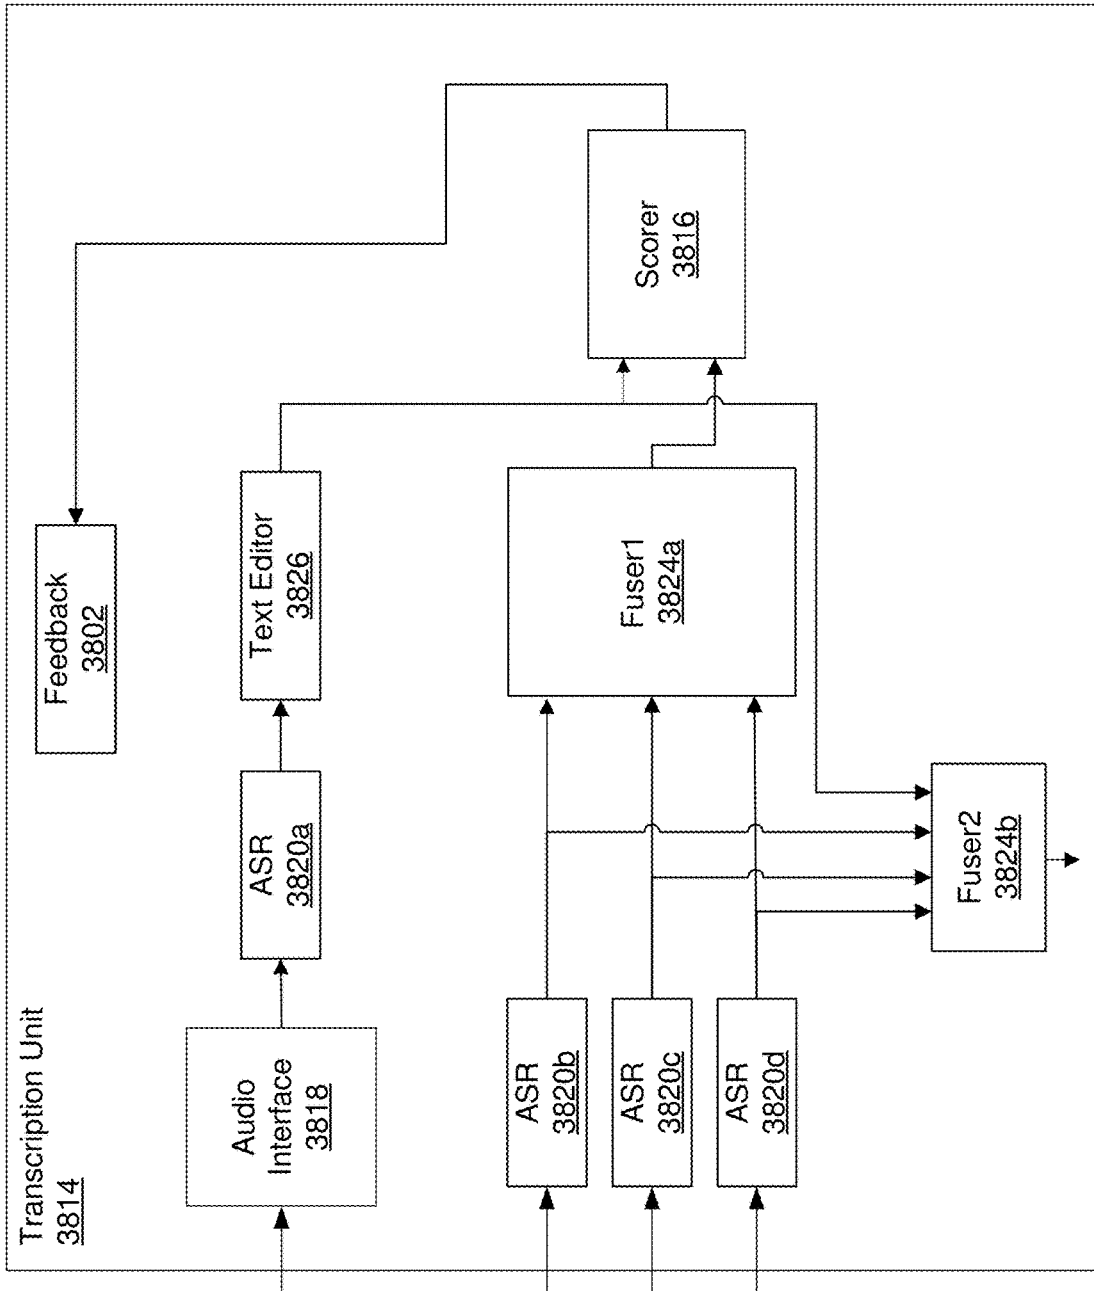 Transcription Unit
3814
Feedback
3802
Audio
Interface
3818
ASR
3820a
Text Editor
3826
ASR
3820b
ASR
3820c
ASR
3820d
Fuser1
3824a
Scorer
3816
Fuser2
3824b